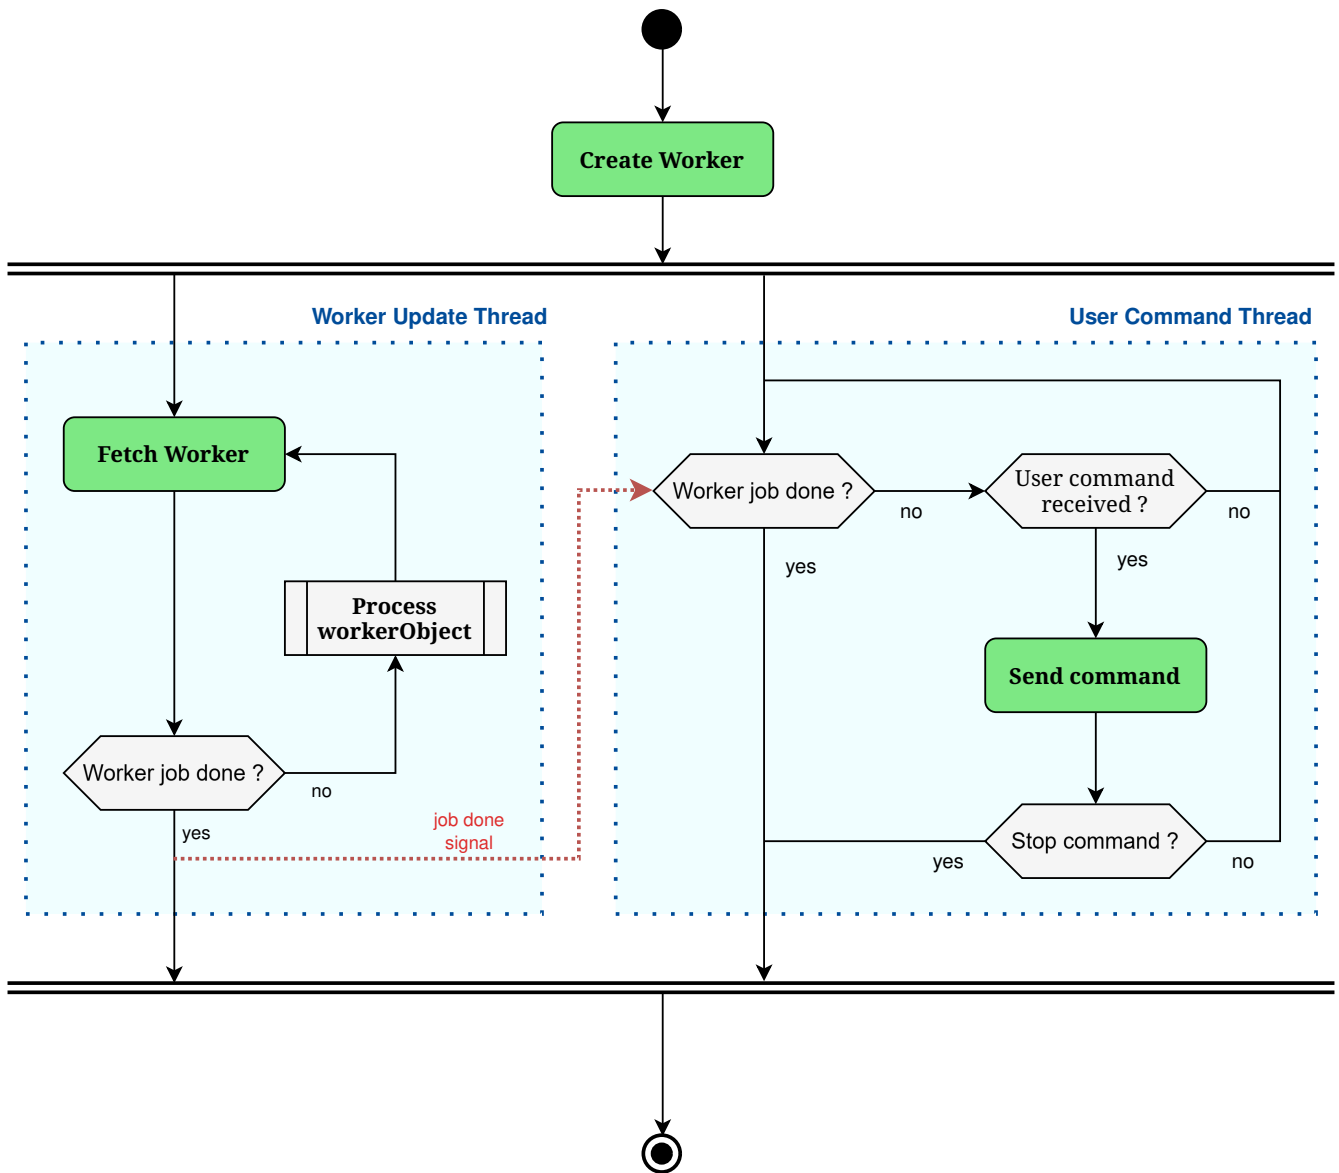 Create Worker
Worker Update Thread
User Command Thread
Fetch Worker
Process
workerObject
Worker job done ?
no
yes
job done
signal
Worker job done ?
no
yes
User command
received ?
no
yes
Send command
Stop command ?
yes
no